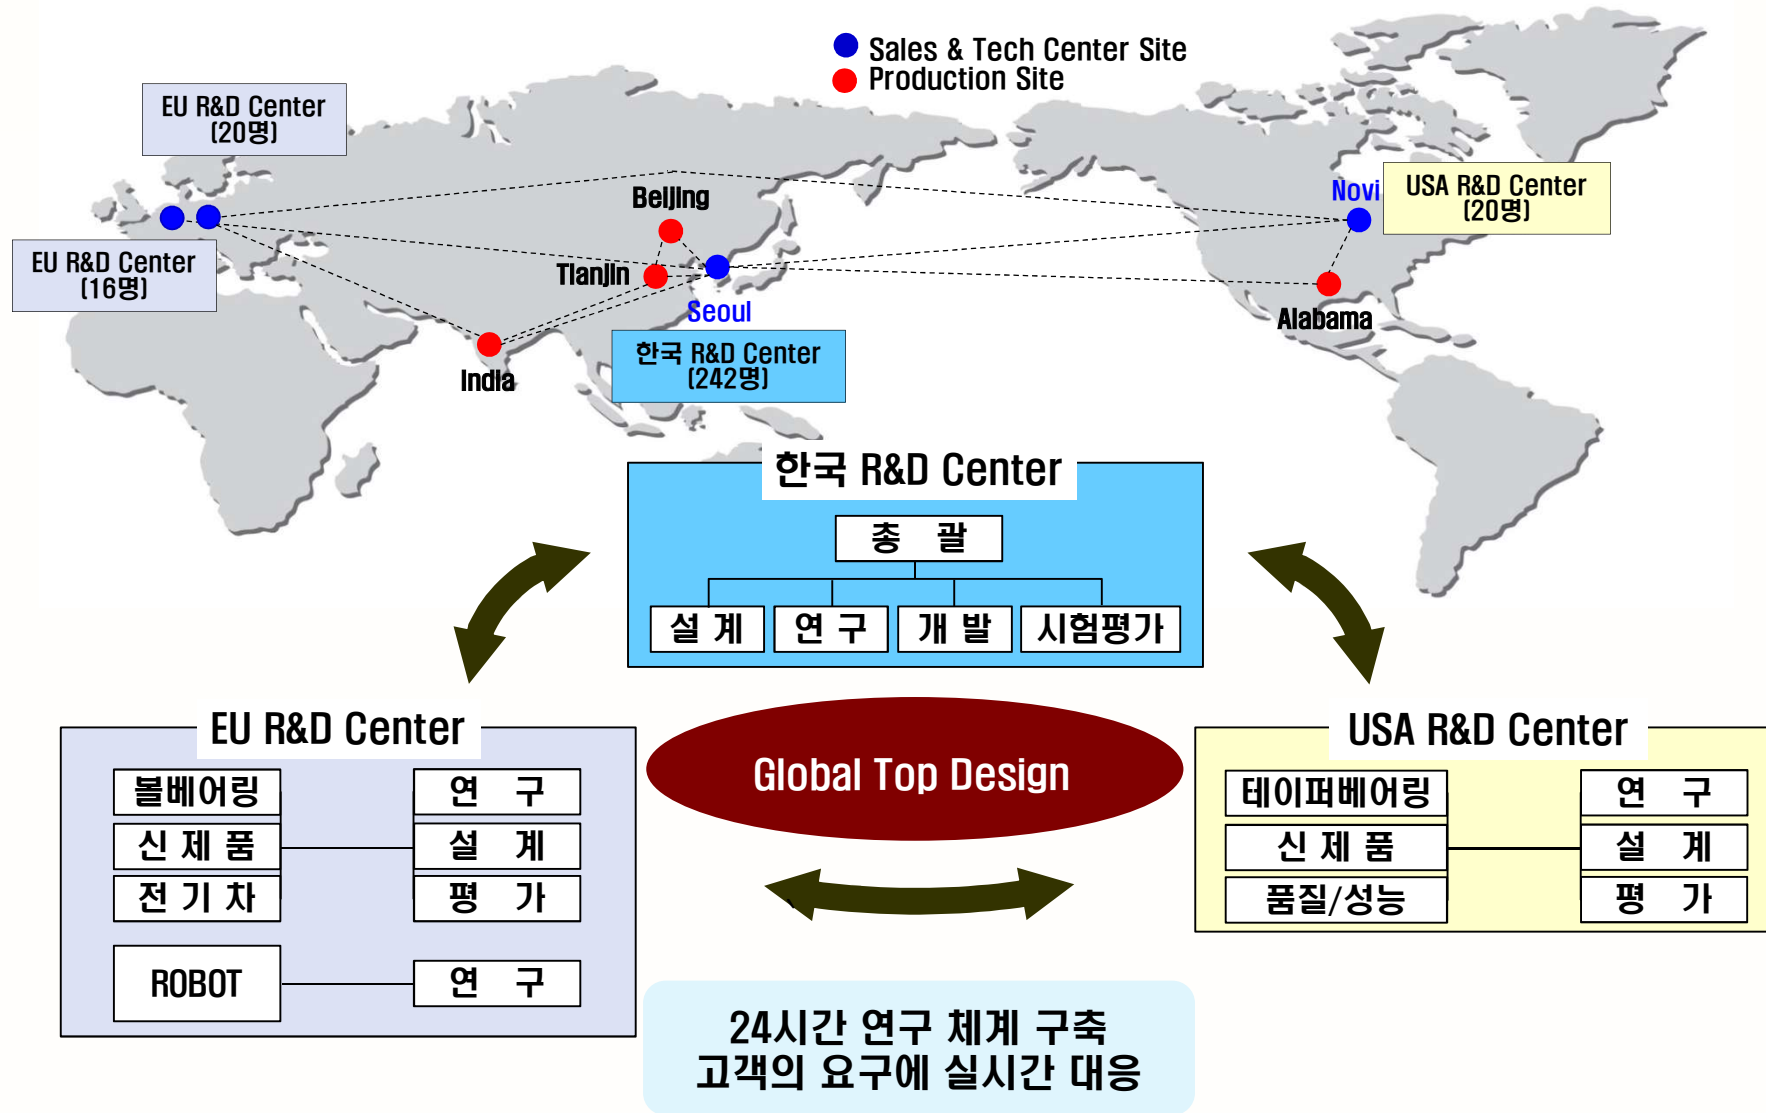 Sales & Tech Center Site
Production Site
EU R&D Center
(20명)
EU R&D Center
(16명)
Beijing
Tianjin
Seoul
India
한국 R&D Center
(242명)
Novi
USA R&D Center
(20명)
Alabama
한국 R&D Center
총 괄
설 계
연 구
개 발
시험평가
EU R&D Center
볼베어링
연 구
신 제 품
설 계
전 기 차
평 가
ROBOT
연 구
Global Top Design
USA R&D Center
테이퍼베어링
연 구
신 제 품
설 계
품질/성능
평 가
24시간 연구 체계 구축
고객의 요구에 실시간 대응